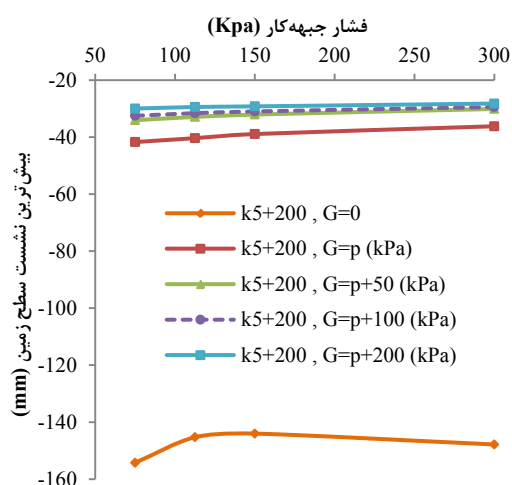 فشار جبهه‌کار (Kpa)
50 100 150 200 250 300
-20
-40
-60
-80
-100
-120
-140
-160
بیش‌ترین نشست سطح زمین (mm)
k5+200 , G=0
k5+200 , G=p (kPa)
k5+200 , G=p+50 (kPa)
k5+200 , G=p+100 (kPa)
k5+200 , G=p+200 (kPa)